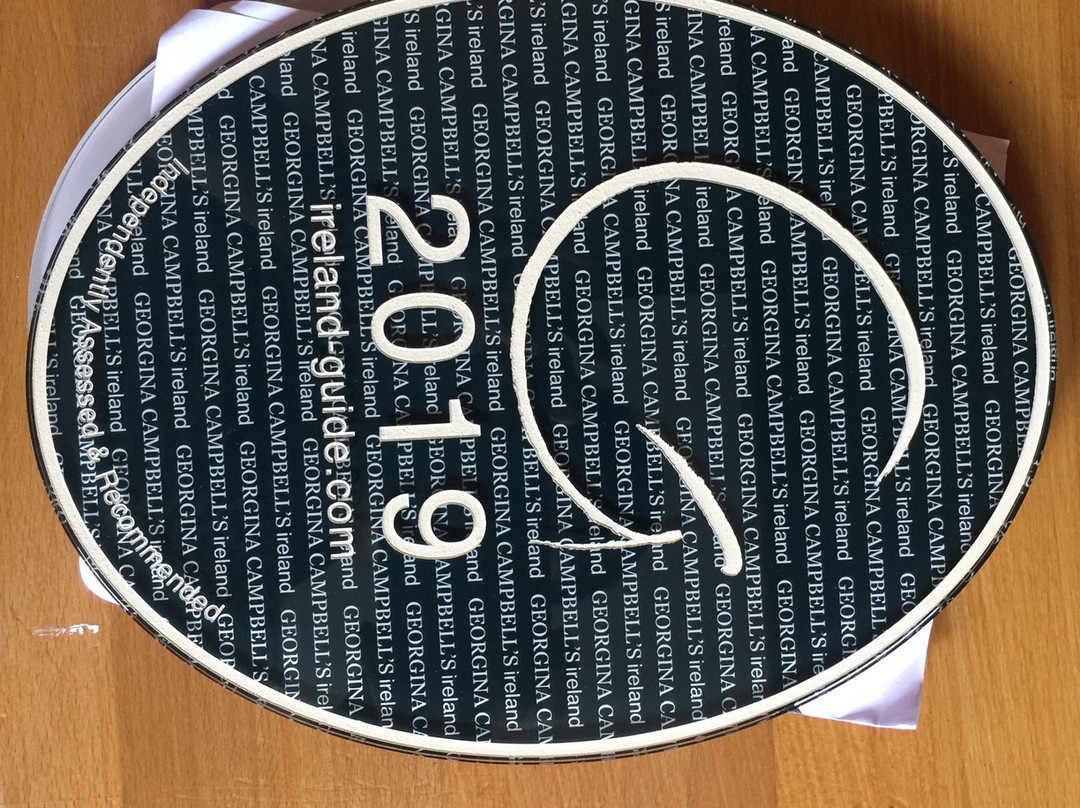 G
2019
ireland-guide.com
Independently Assessed & Recommended
GEORGINA CAMPBELL'S ireland